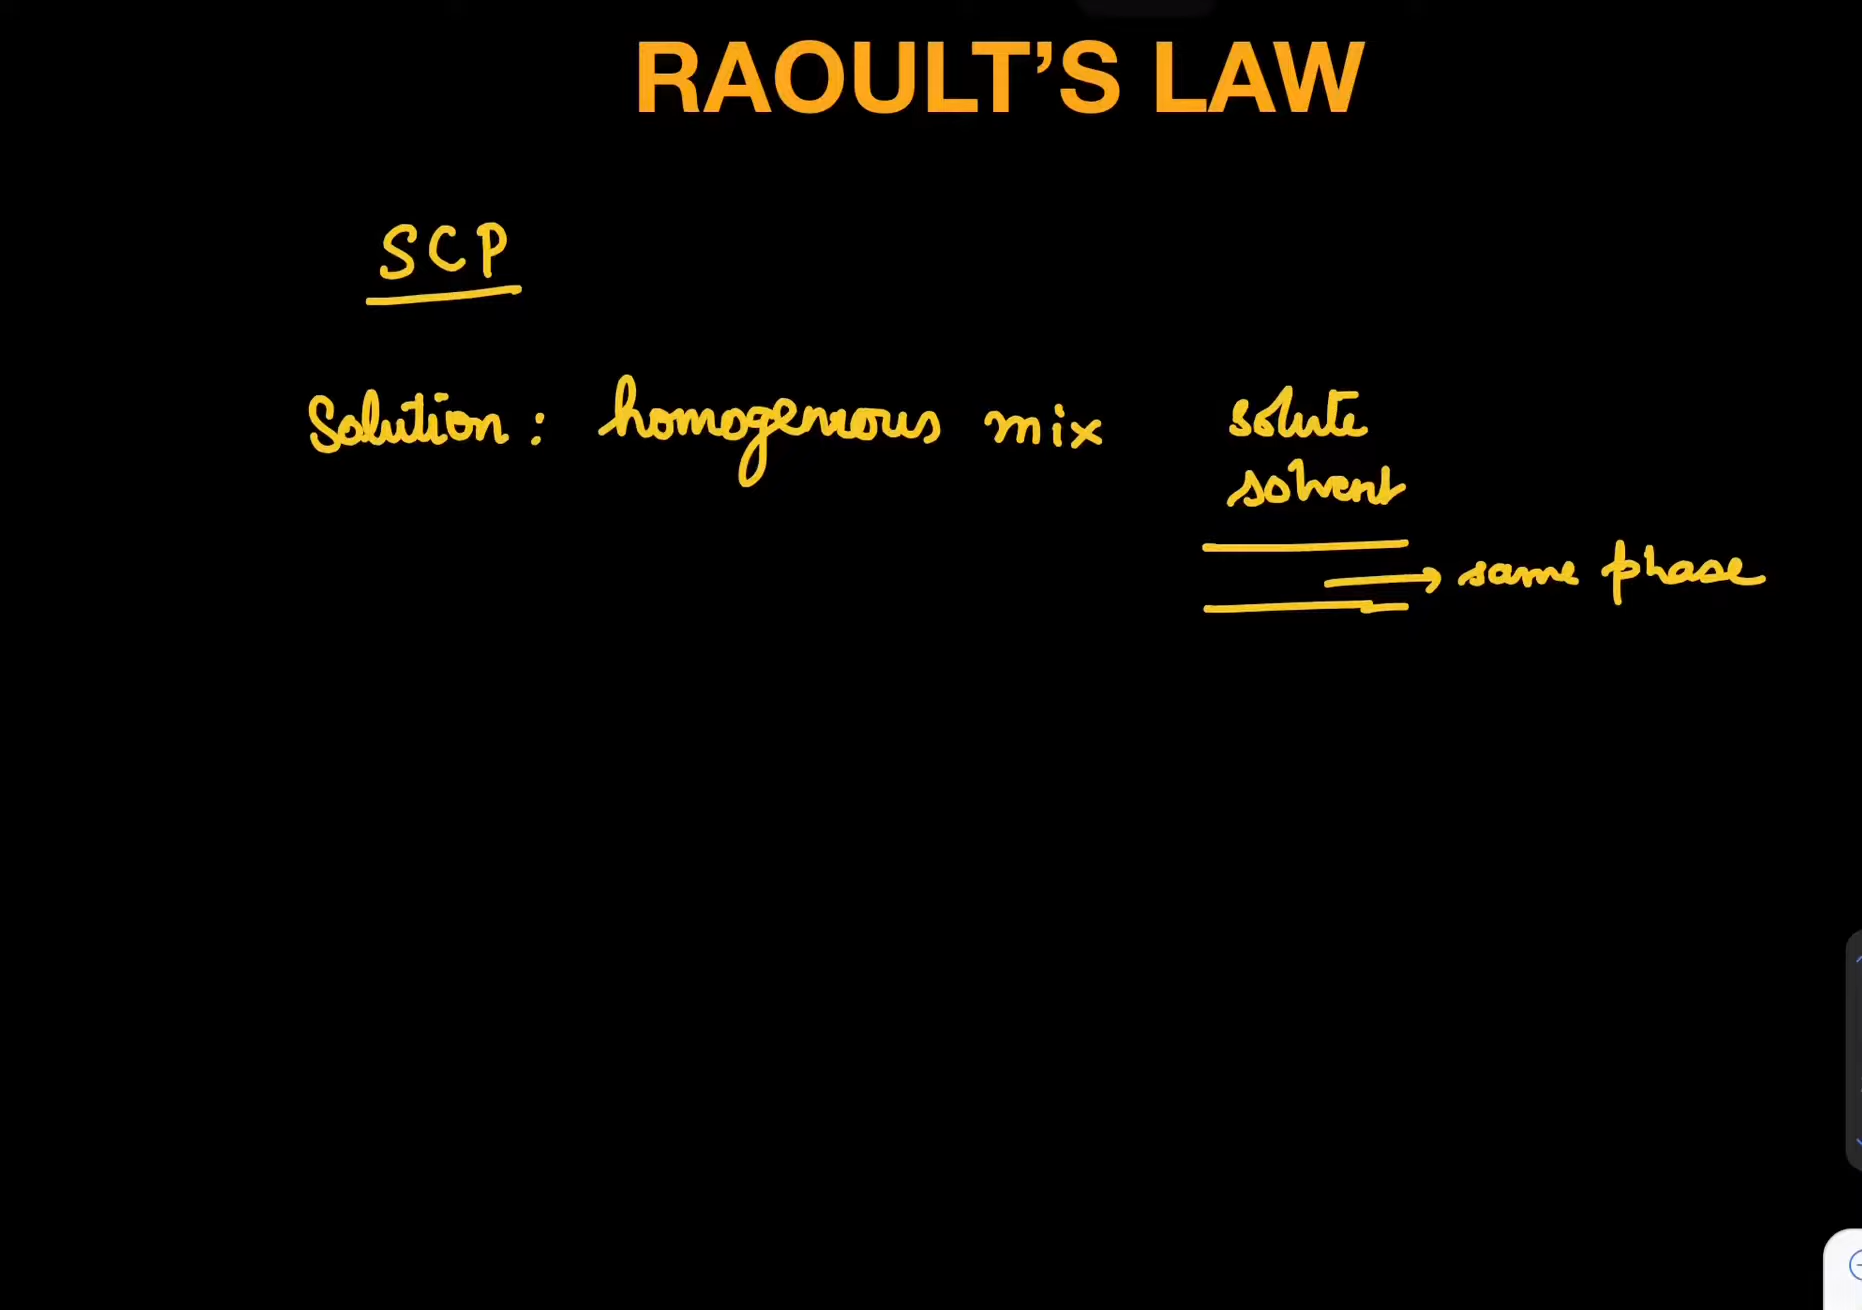 RAOULT'S LAW
SCP
Solution : homogeneous mix solute
solvent
same phase